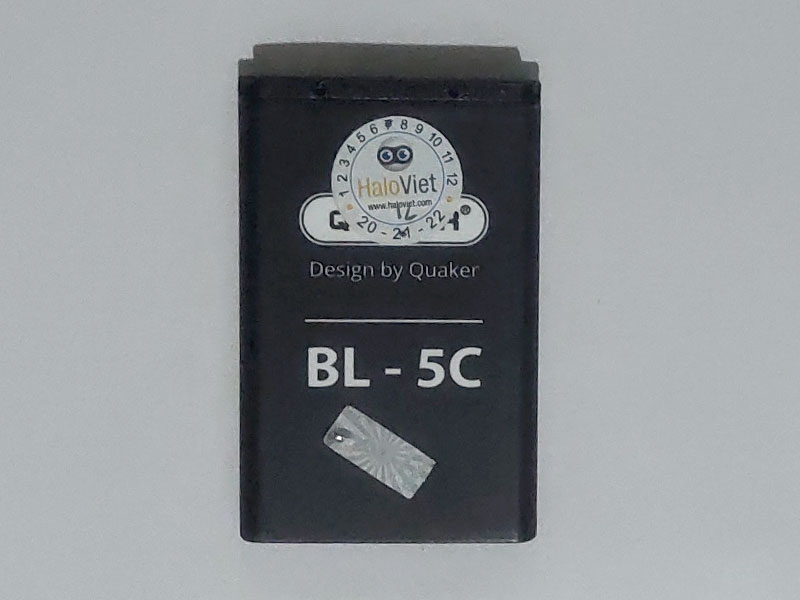 1 2 3 4 5 6 8 9 10 11 12
HaloViet
www.haloviet.com
12
20 - 21 - 22
®
Design by Quaker
BL - 5C